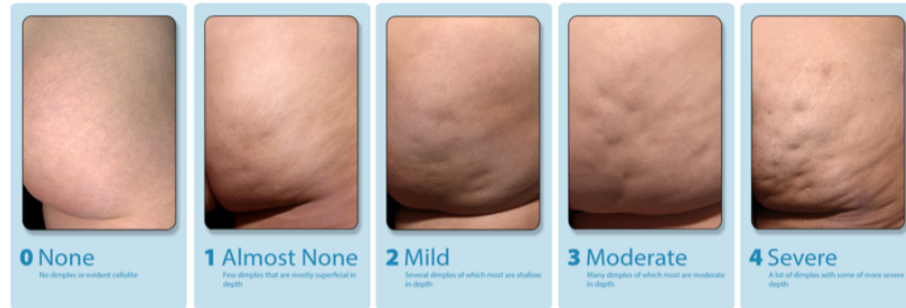 0 None
No dimples or evident cellulite
1 Almost None
Few dimples that are mostly superficial in
depth
2 Mild
Several dimples of which most are shallow
in depth
3 Moderate
Many dimples of which most are moderate
in depth
4 Severe
A lot of dimples with some of more severe
depth